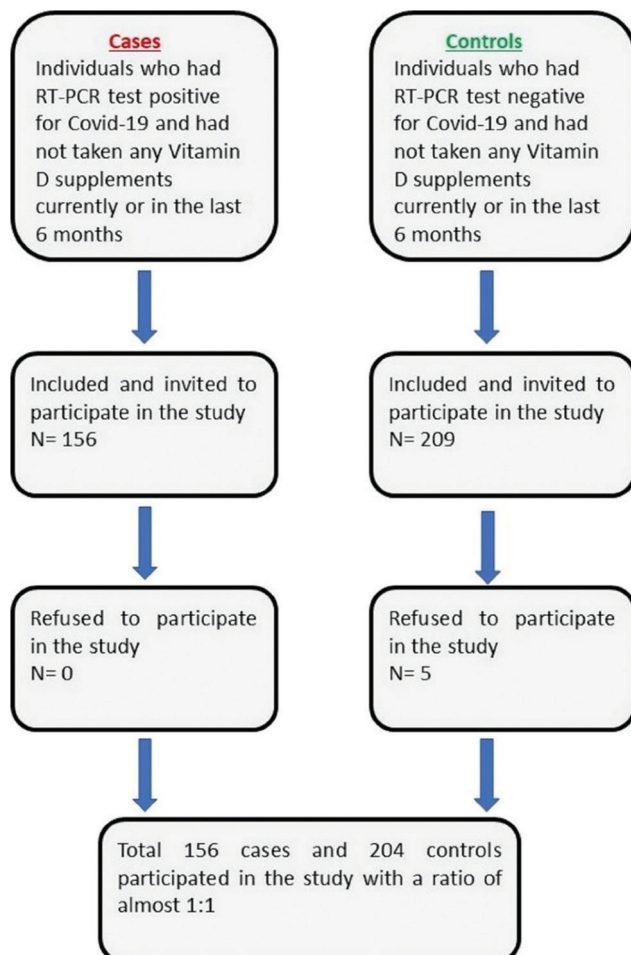 Cases
Individuals who had
RT-PCR test positive
for Covid-19 and had
not taken any Vitamin
D supplements
currently or in the last
6 months
Controls
Individuals who had
RT-PCR test negative
for Covid-19 and had
not taken any Vitamin
D supplements
currently or in the last
6 months
Included and invited to
participate in the study
N= 156
Included and invited to
participate in the study
N= 209
Refused to participate
in the study
N= 0
Refused to participate
in the study
N= 5
Total 156 cases and 204 controls
participated in the study with a ratio of
almost 1:1